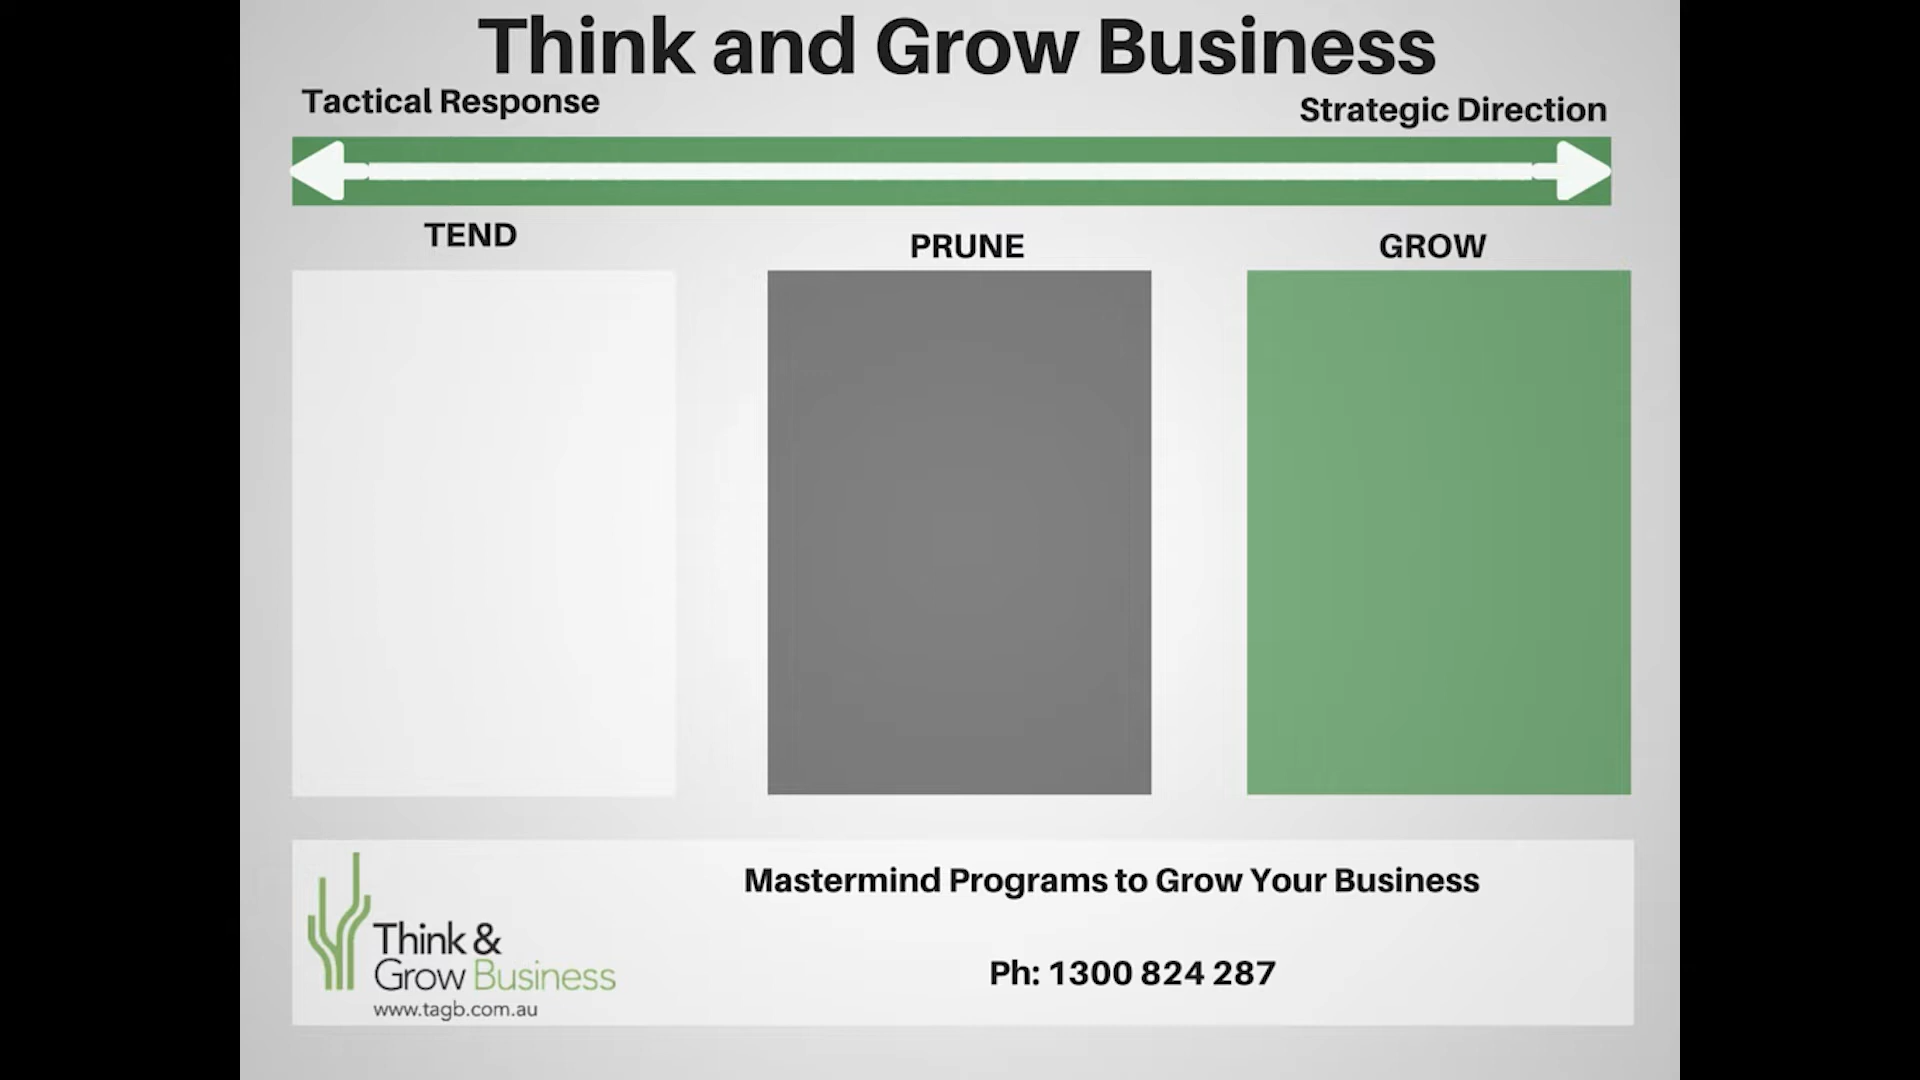 Think and Grow Business
Tactical Response
Strategic Direction
TEND
PRUNE
GROW
Mastermind Programs to Grow Your Business
Ph: 1300 824 287
Think &
Grow Business
www.tagb.com.au